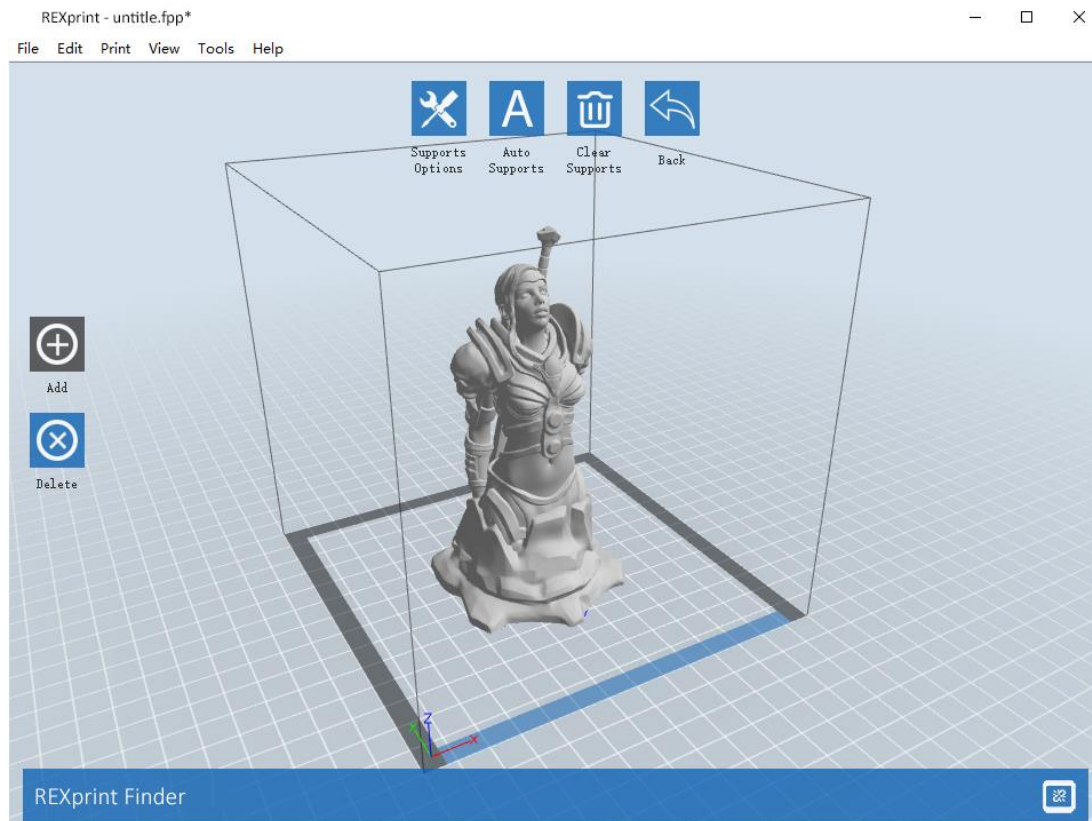 REXprint - untitle.fpp*
File Edit Print View Tools Help
A
Supports
Options
Auto
Supports
Clear
Supports
Back
Add
Delete
Z
X
REXprint Finder